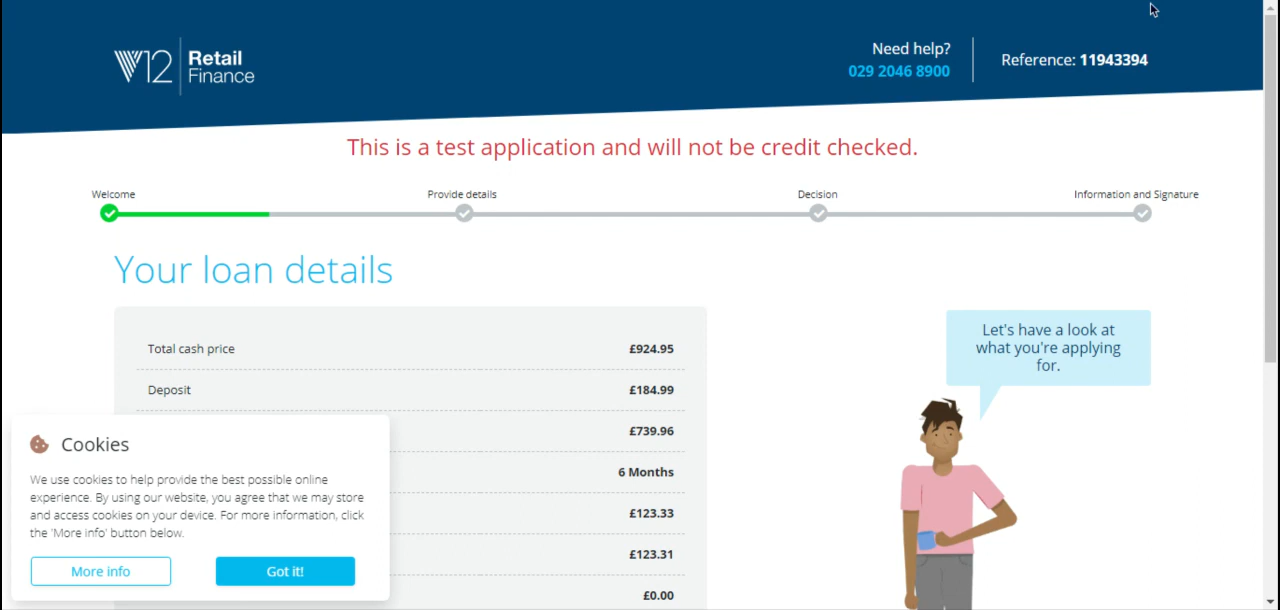 V12 Retail Finance
Need help?
029 2046 8900
Reference: 11943394
This is a test application and will not be credit checked.
Welcome
Provide details
Decision
Information and Signature
Your loan details
Total cash price £924.95
Deposit £184.99
£739.96
6 Months
£123.33
£123.31
£0.00
Let's have a look at
what you're applying
for.
Cookies
We use cookies to help provide the best possible online
experience. By using our website, you agree that we may store
and access cookies on your device. For more information, click
the 'More info' button below.
More info
Got it!